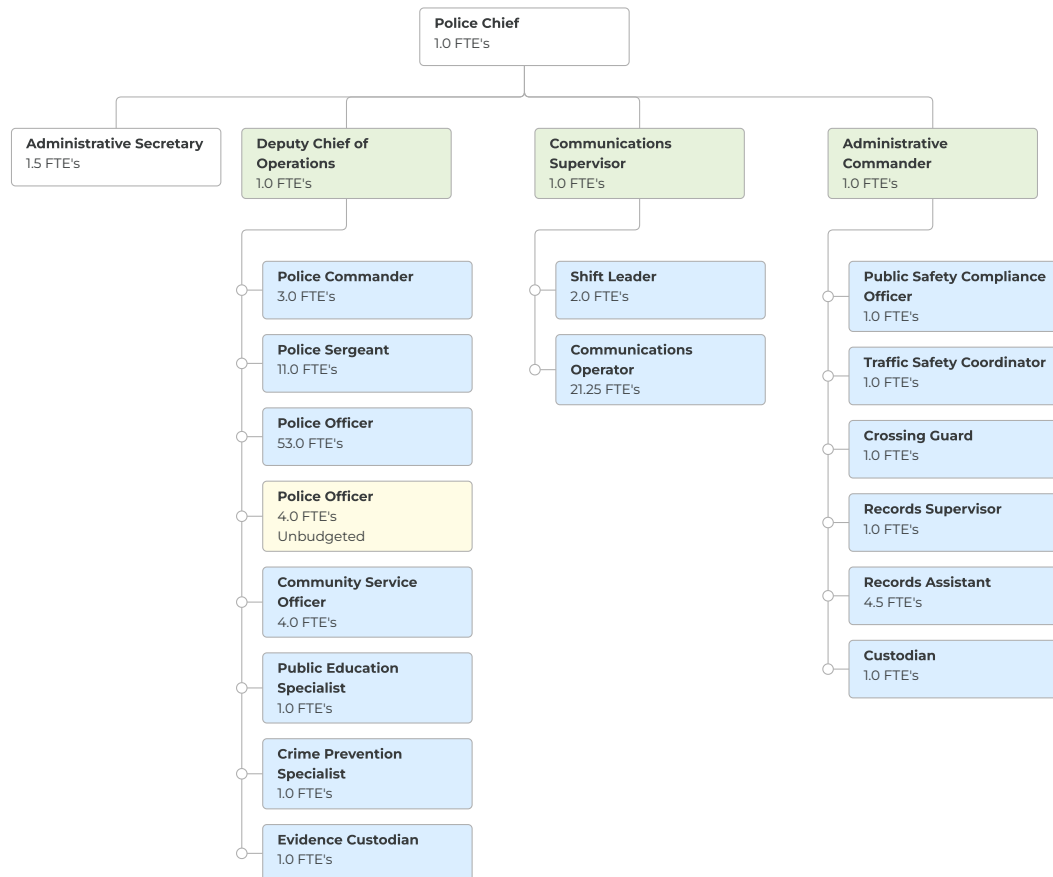 Police Chief
1.0 FTE's
Administrative Secretary
1.5 FTE's
Deputy Chief of
Operations
1.0 FTE's
Communications
Supervisor
1.0 FTE's
Administrative
Commander
1.0 FTE's
Police Commander
3.0 FTE's
Police Sergeant
11.0 FTE's
Police Officer
53.0 FTE's
Police Officer
4.0 FTE's
Unbudgeted
Community Service
Officer
4.0 FTE's
Public Education
Specialist
1.0 FTE's
Crime Prevention
Specialist
1.0 FTE's
Evidence Custodian
1.0 FTE's
Shift Leader
2.0 FTE's
Communications
Operator
21.25 FTE's
Public Safety Compliance
Officer
1.0 FTE's
Traffic Safety Coordinator
1.0 FTE's
Crossing Guard
1.0 FTE's
Records Supervisor
1.0 FTE's
Records Assistant
4.5 FTE's
Custodian
1.0 FTE's